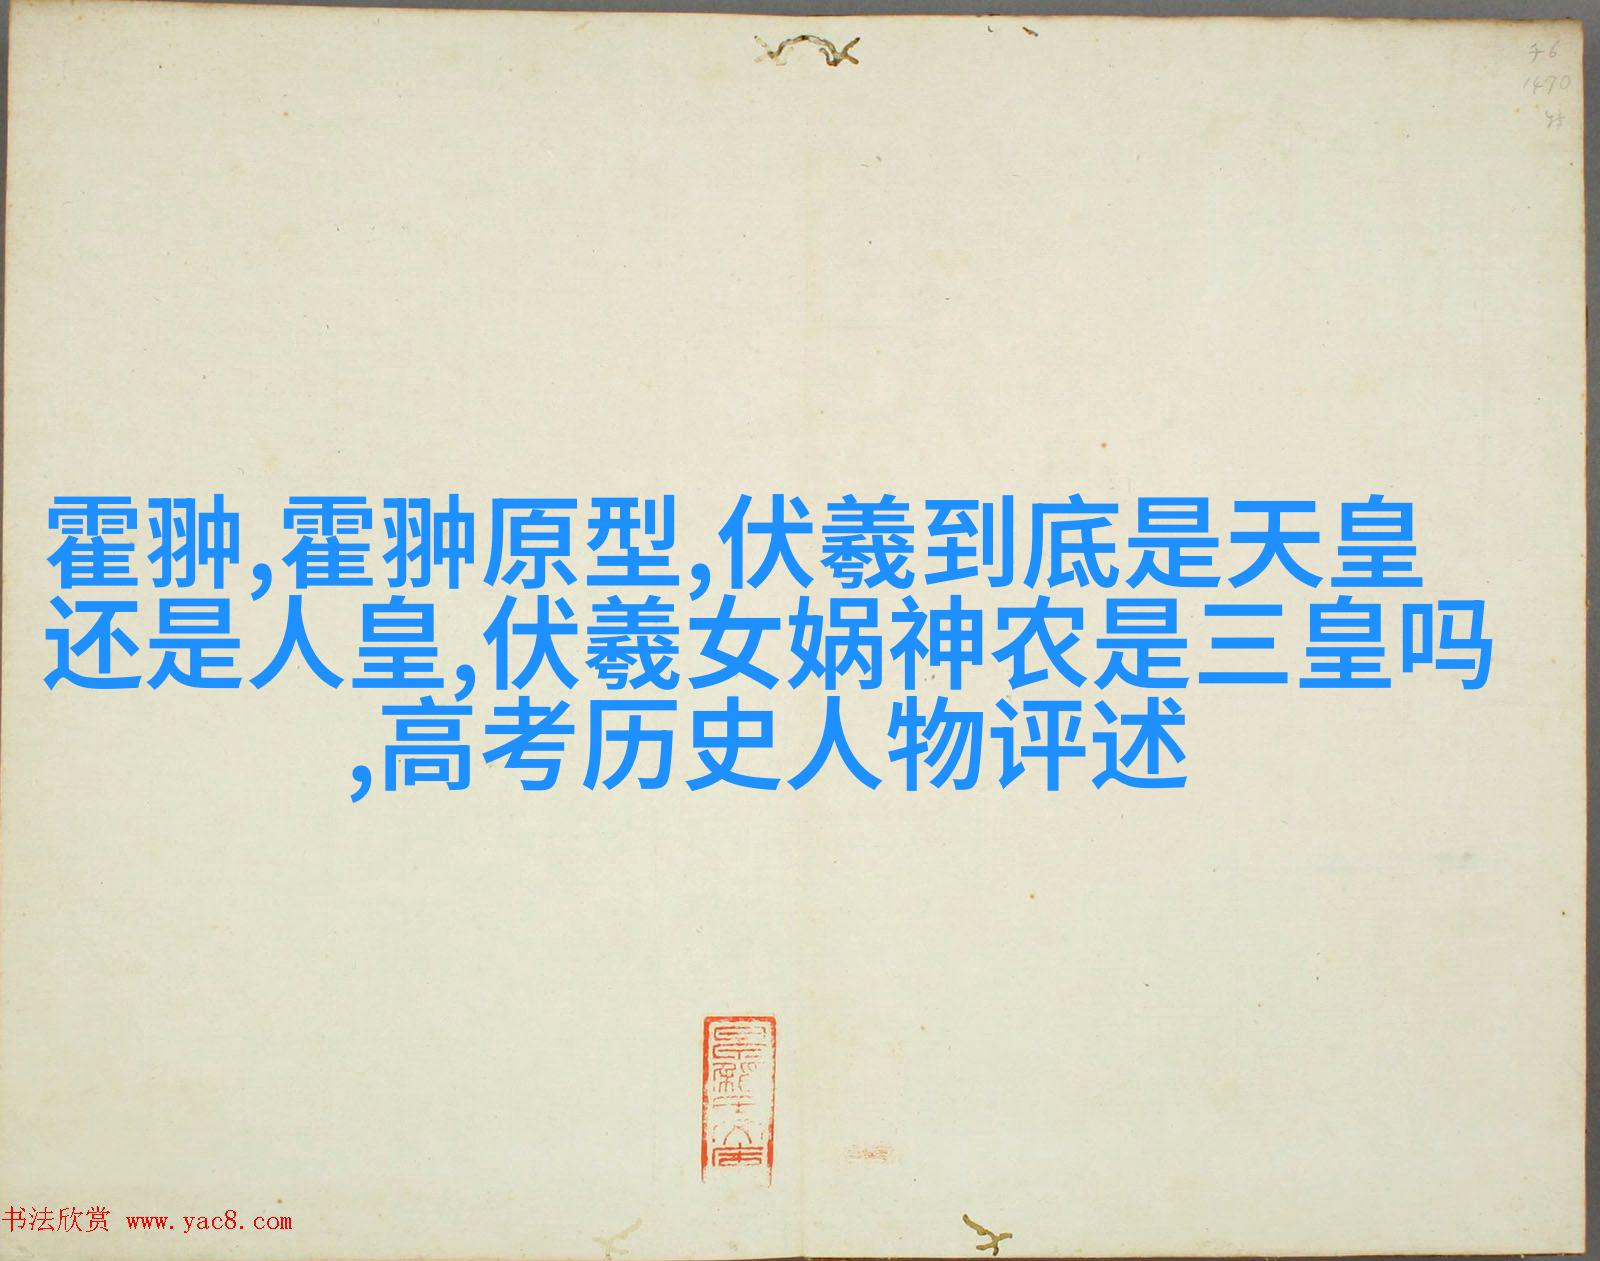 霍翀,霍翀原型,伏羲到底是天皇
还是人皇,伏羲女娲神农是三皇吗
,高考历史人物评述
1470
书法欣赏 www.yac8.com